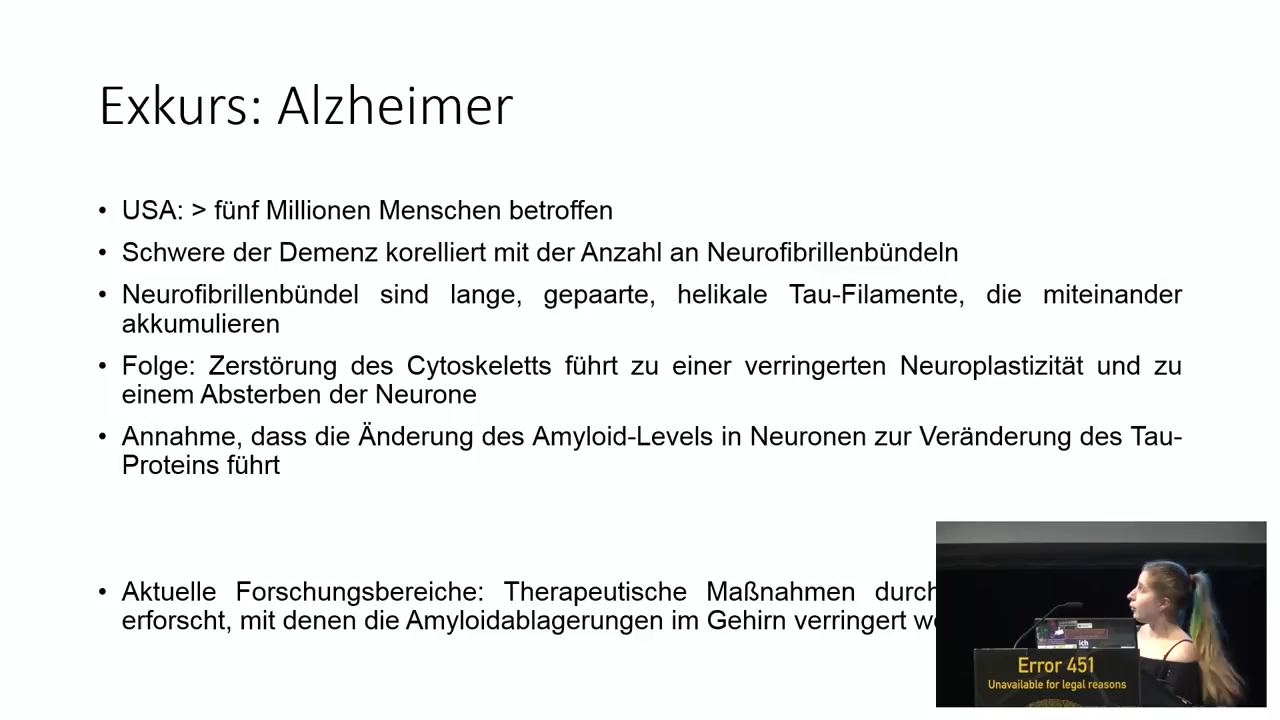 Exkurs: Alzheimer
• USA: > fünf Millionen Menschen betroffen
• Schwere der Demenz korelliert mit der Anzahl an Neurofibrillenbündeln
• Neurofibrillenbündel sind lange, gepaarte, helikale Tau-Filamente, die miteinander
akkumulieren
• Folge: Zerstörung des Cytoskeletts führt zu einer verringerten Neuroplastizität und zu
einem Absterben der Neurone
• Annahme, dass die Änderung des Amyloid-Levels in Neuronen zur Veränderung des Tau-
Proteins führt
• Aktuelle Forschungsbereiche: Therapeutische Maßnahmen durch
erforscht, mit denen die Amyloidablagerungen im Gehirn verringert
ich
Error 451
Unavailable for legal reasons